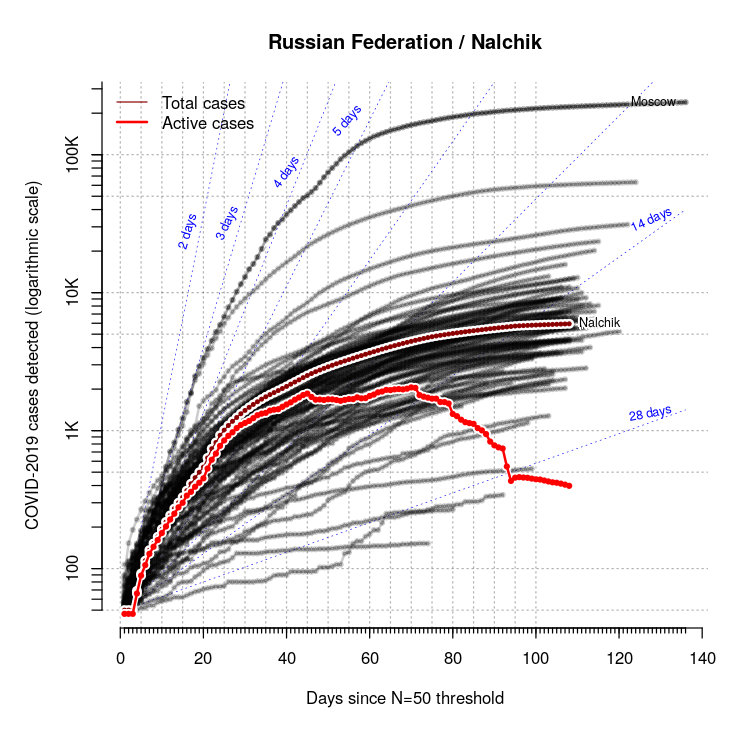 Russian Federation / Nalchik
Total cases
Active cases
Moscow
Nalchik
2 days
3 days
4 days
5 days
14 days
28 days
COVID-2019 cases detected (logarithmic scale)
100K
10K
1K
100
0 20 40 60 80 100 120 140
Days since N=50 threshold